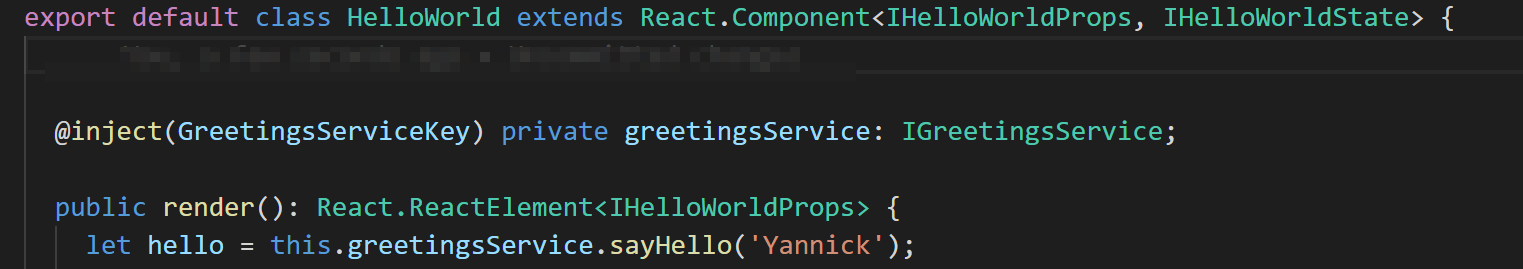 export default class HelloWorld extends React.Component<IHelloWorldProps, IHelloWorldState> {
@inject(GreetingsServiceKey) private greetingsService: IGreetingsService;
public render(): React.ReactElement<IHelloWorldProps> {
let hello = this.greetingsService.sayHello('Yannick');